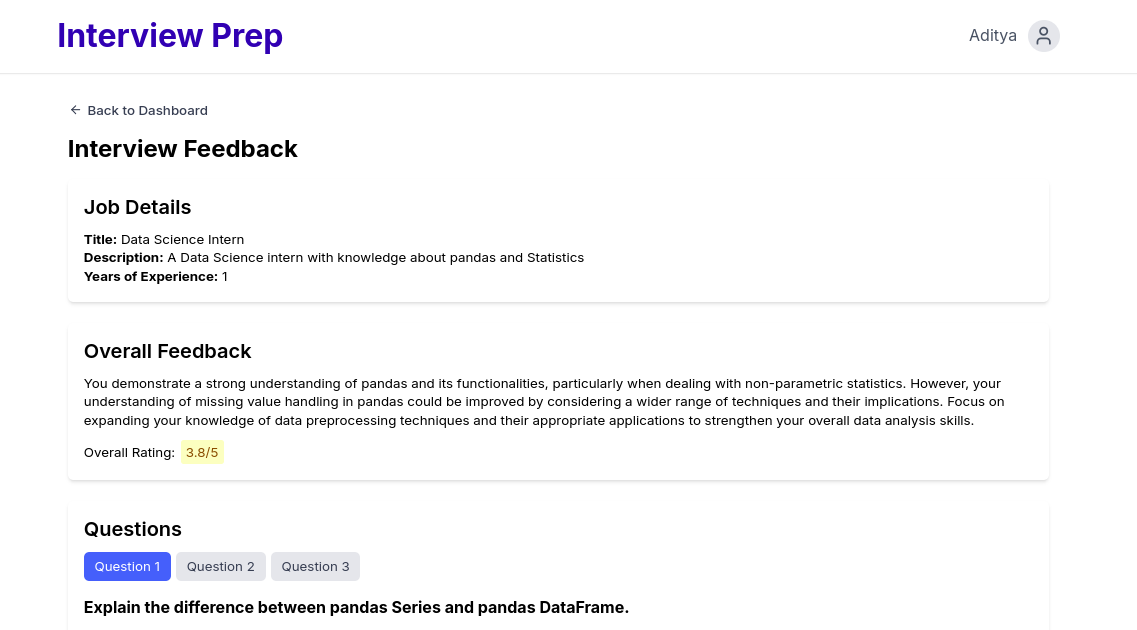 Interview Prep
Aditya
Back to Dashboard
Interview Feedback
Job Details
Title: Data Science Intern
Description: A Data Science intern with knowledge about pandas and Statistics
Years of Experience: 1
Overall Feedback
You demonstrate a strong understanding of pandas and its functionalities, particularly when dealing with non-parametric statistics. However, your
understanding of missing value handling in pandas could be improved by considering a wider range of techniques and their implications. Focus on
expanding your knowledge of data preprocessing techniques and their appropriate applications to strengthen your overall data analysis skills.
Overall Rating: 3.8/5
Questions
Question 1 Question 2 Question 3
Explain the difference between pandas Series and pandas DataFrame.